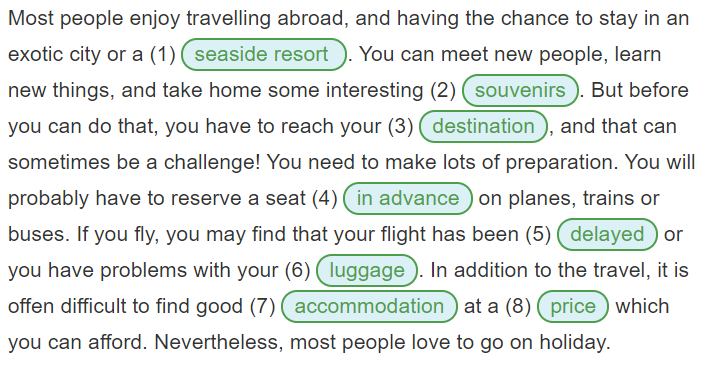 Most people enjoy travelling abroad, and having the chance to stay in an
exotic city or a (1) seaside resort . You can meet new people, learn
new things, and take home some interesting (2) souvenirs . But before
you can do that, you have to reach your (3) destination , and that can
sometimes be a challenge! You need to make lots of preparation. You will
probably have to reserve a seat (4) in advance on planes, trains or
buses. If you fly, you may find that your flight has been (5) delayed or
you have problems with your (6) luggage . In addition to the travel, it is
offen difficult to find good (7) accommodation at a (8) price which
you can afford. Nevertheless, most people love to go on holiday.